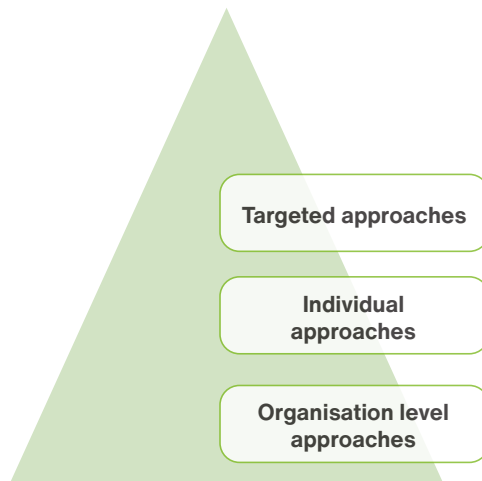 Targeted approaches
Individual
approaches
Organisation level
approaches